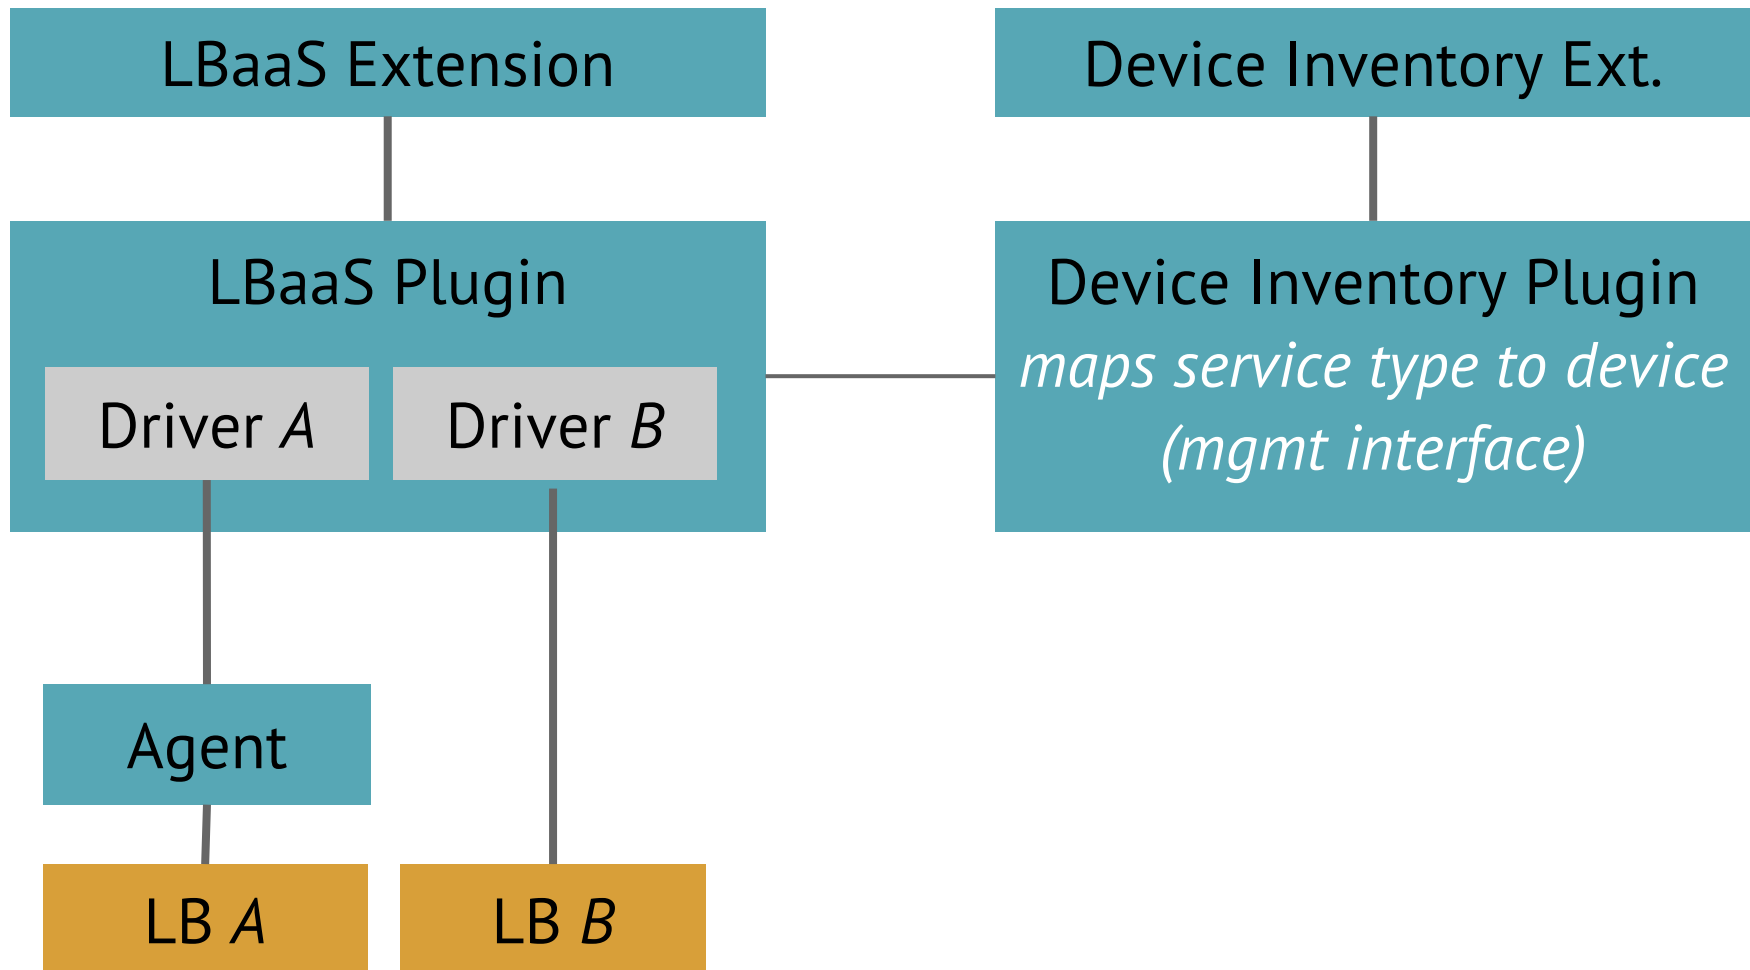 LBaaS Extension
Device Inventory Ext.
LBaaS Plugin
Driver A
Driver B
Device Inventory Plugin
maps service type to device
(mgmt interface)
Agent
LB A
LB B